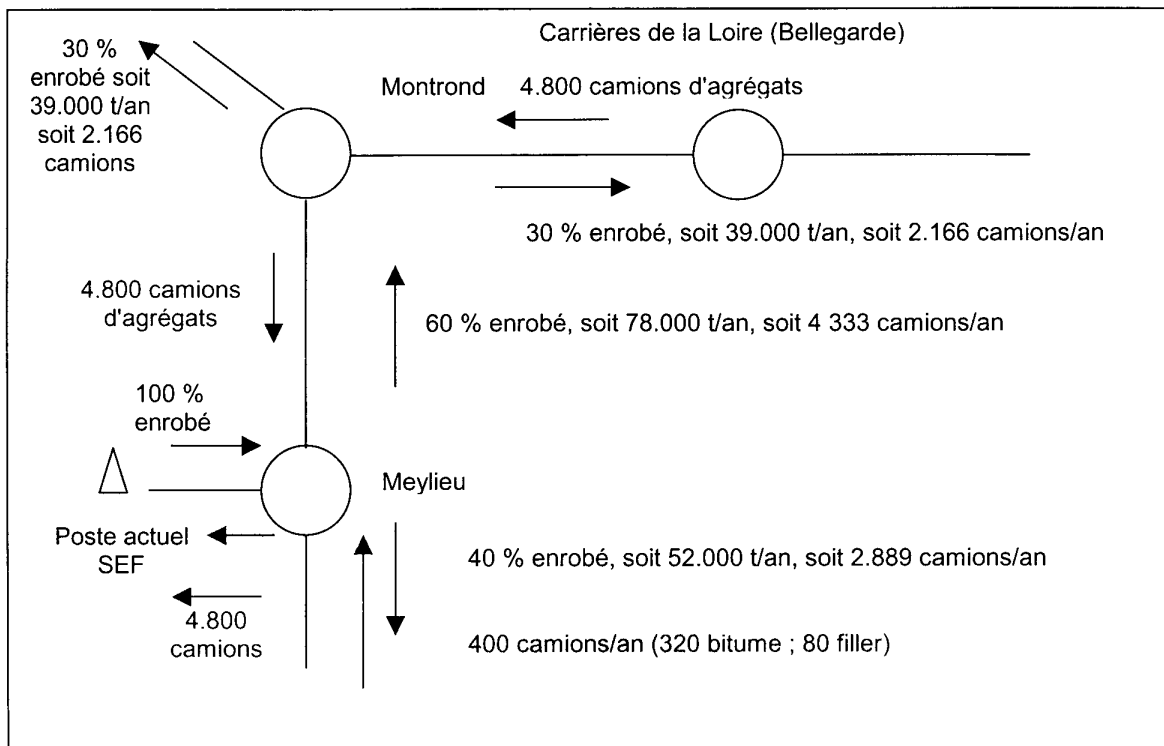 Carrières de la Loire (Bellegarde)
30 %
enrobé soit
39.000 t/an
soit 2.166
camions
Montrond
4.800 camions d'agrégats
30 % enrobé, soit 39.000 t/an, soit 2.166 camions/an
4.800 camions
d'agrégats
60 % enrobé, soit 78.000 t/an, soit 4 333 camions/an
100 %
enrobé
Meylieu
Poste actuel
SEF
40 % enrobé, soit 52.000 t/an, soit 2.889 camions/an
4.800
camions
400 camions/an (320 bitume ; 80 filler)